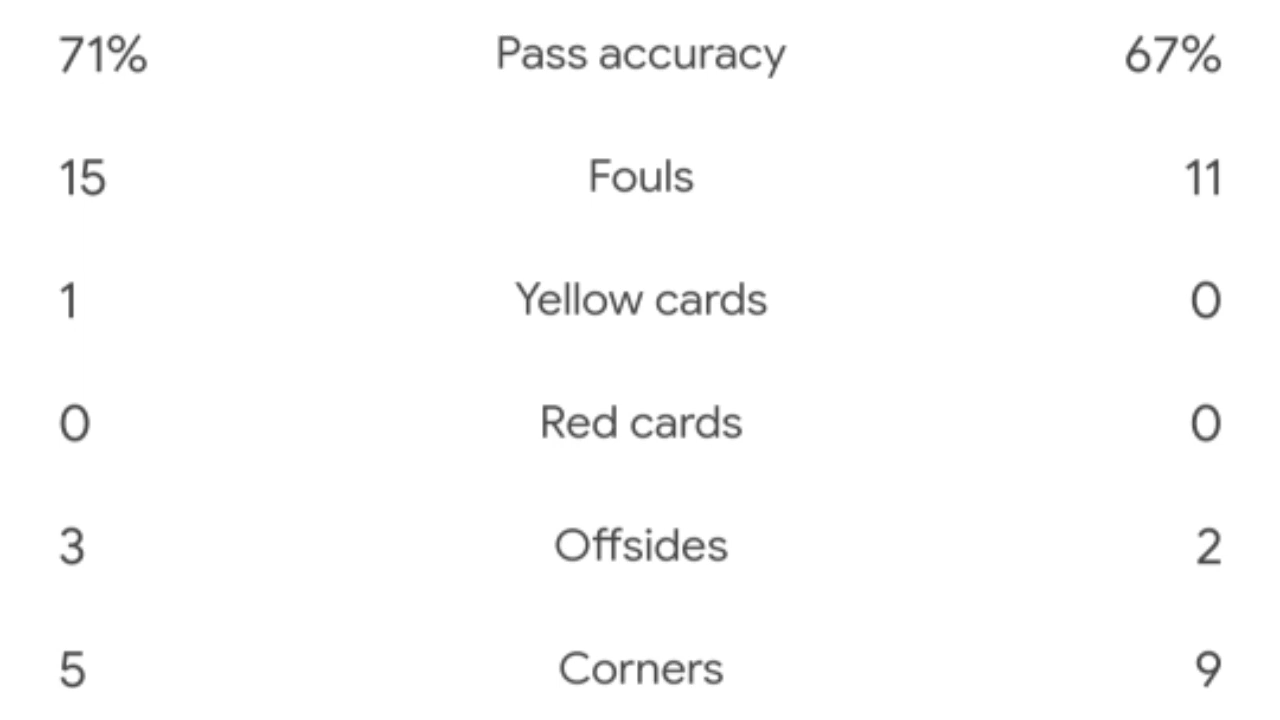 71% Pass accuracy 67%
15 Fouls 11
1 Yellow cards 0
0 Red cards 0
3 Offsides 2
5 Corners 9